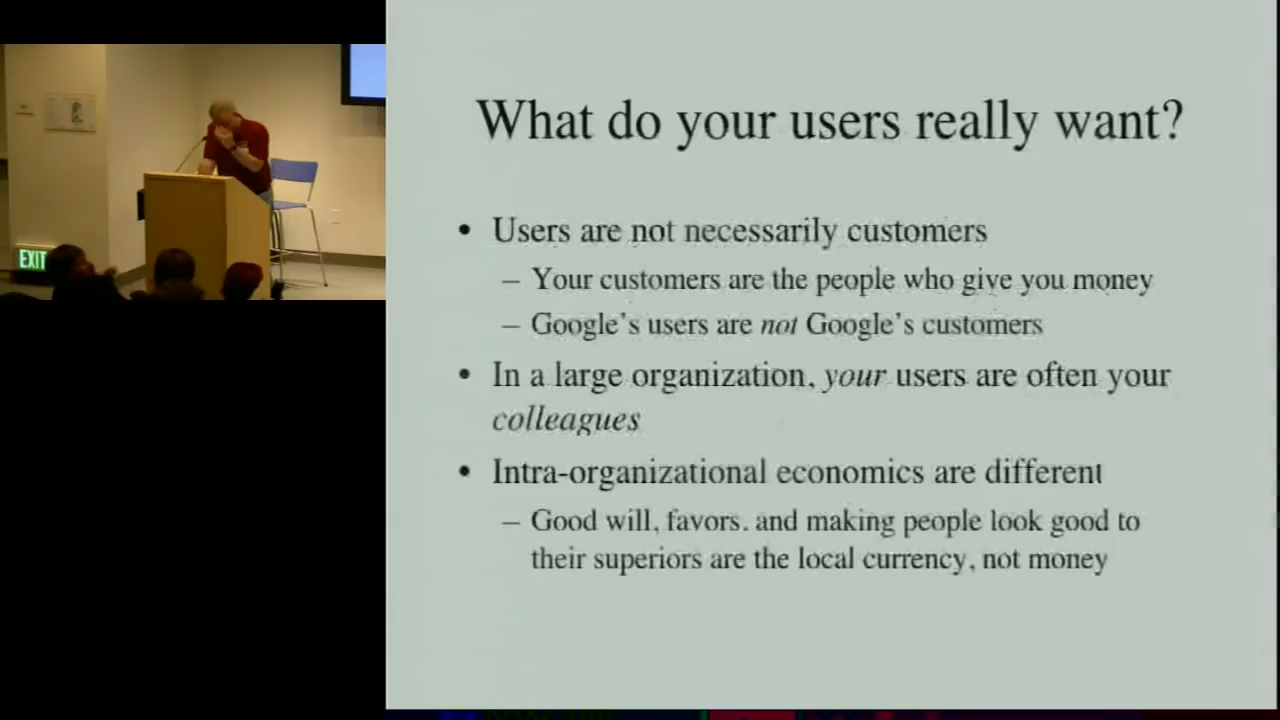 What do your users really want?
• Users are not necessarily customers
– Your customers are the people who give you money
– Google's users are not Google's customers
• In a large organization, your users are often your
colleagues
• Intra-organizational economics are different
– Good will, favors, and making people look good to
their superiors are the local currency, not money
EXIT